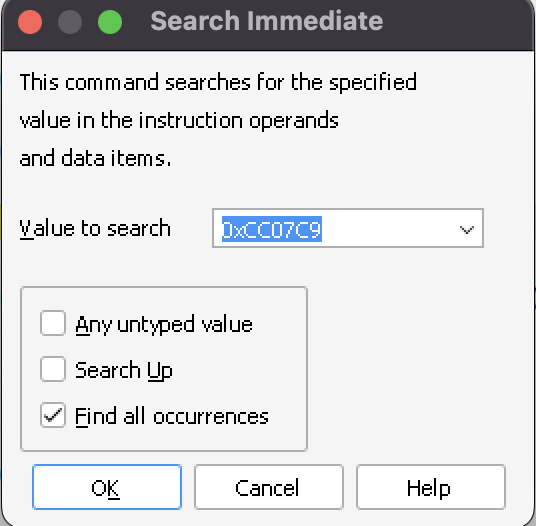 Search Immediate
This command searches for the specified
value in the instruction operands
and data items.
Value to search 0xCC07C9
Any untyped value
Search Up
Find all occurrences
OK Cancel Help